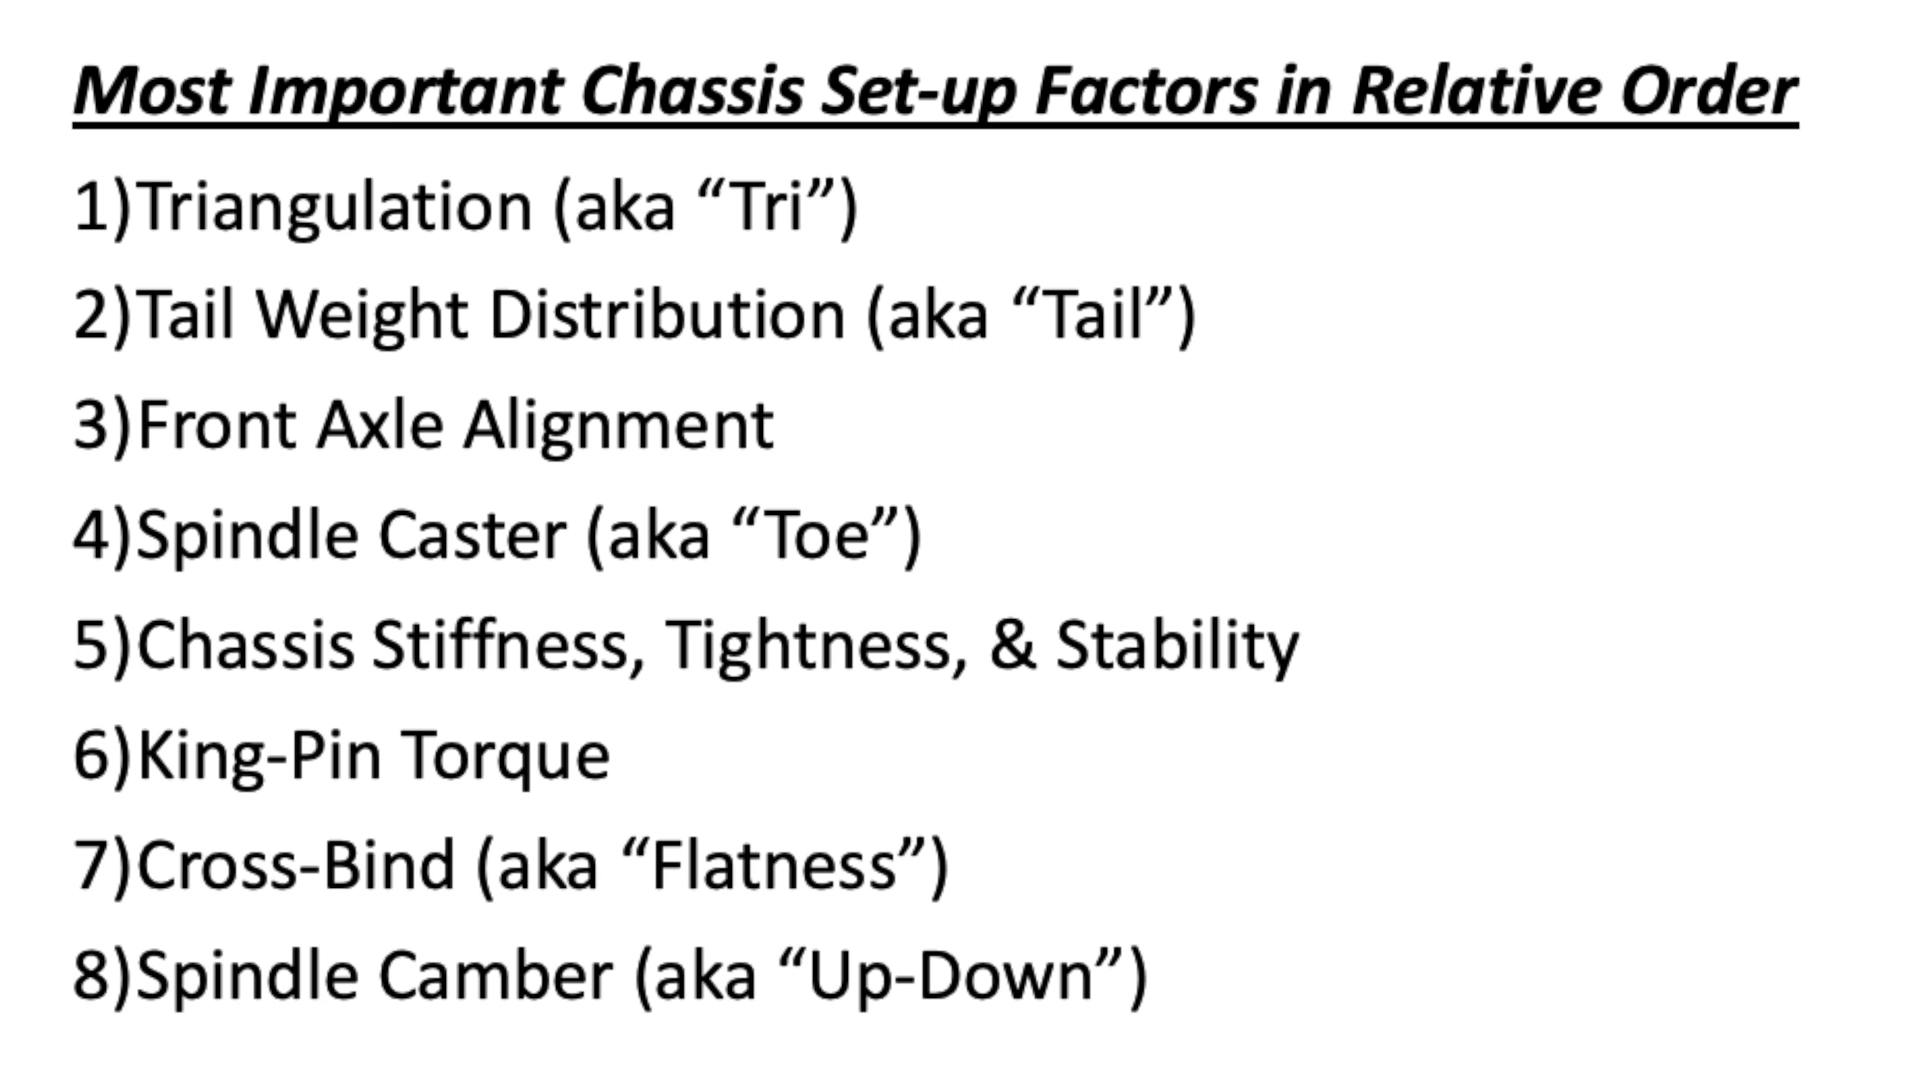 Most Important Chassis Set-up Factors in Relative Order
1)Triangulation (aka “Tri”)
2)Tail Weight Distribution (aka “Tail”)
3)Front Axle Alignment
4)Spindle Caster (aka “Toe”)
5)Chassis Stiffness, Tightness, & Stability
6)King-Pin Torque
7)Cross-Bind (aka “Flatness”)
8)Spindle Camber (aka “Up-Down”)